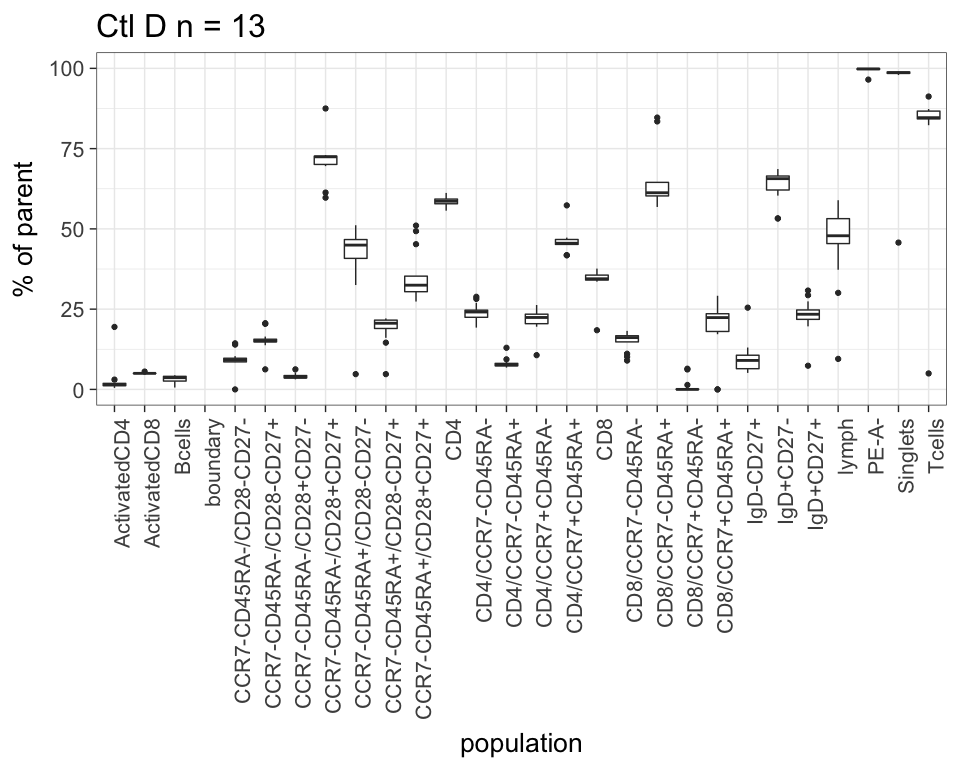 Ctl D n = 13
% of parent
100
75
50
25
0
ActivatedCD4
ActivatedCD8
Bcells
boundary
CCR7-CD45RA-/CD28-CD27-
CCR7-CD45RA-/CD28-CD27+
CCR7-CD45RA-/CD28+CD27-
CCR7-CD45RA-/CD28+CD27+
CCR7-CD45RA+/CD28-CD27-
CCR7-CD45RA+/CD28-CD27+
CCR7-CD45RA+/CD28+CD27+
CD4
CD4/CCR7-CD45RA-
CD4/CCR7-CD45RA+
CD4/CCR7+CD45RA-
CD4/CCR7+CD45RA+
CD8
CD8/CCR7-CD45RA-
CD8/CCR7-CD45RA+
CD8/CCR7+CD45RA-
CD8/CCR7+CD45RA+
IgD-CD27+
IgD+CD27-
IgD+CD27+
lymph
PE-A-
Singlets
Tcells
population